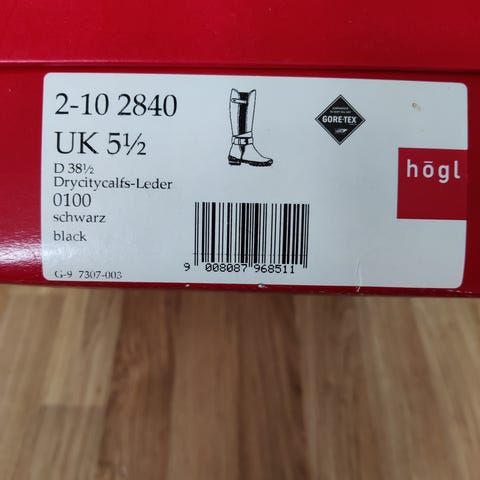 2-10 2840
UK 5½
D 38½
Drycitycalfs-Leder
0100
schwarz
black
G-9 7307-003
GORE-TEX
högl
9 008087 968511